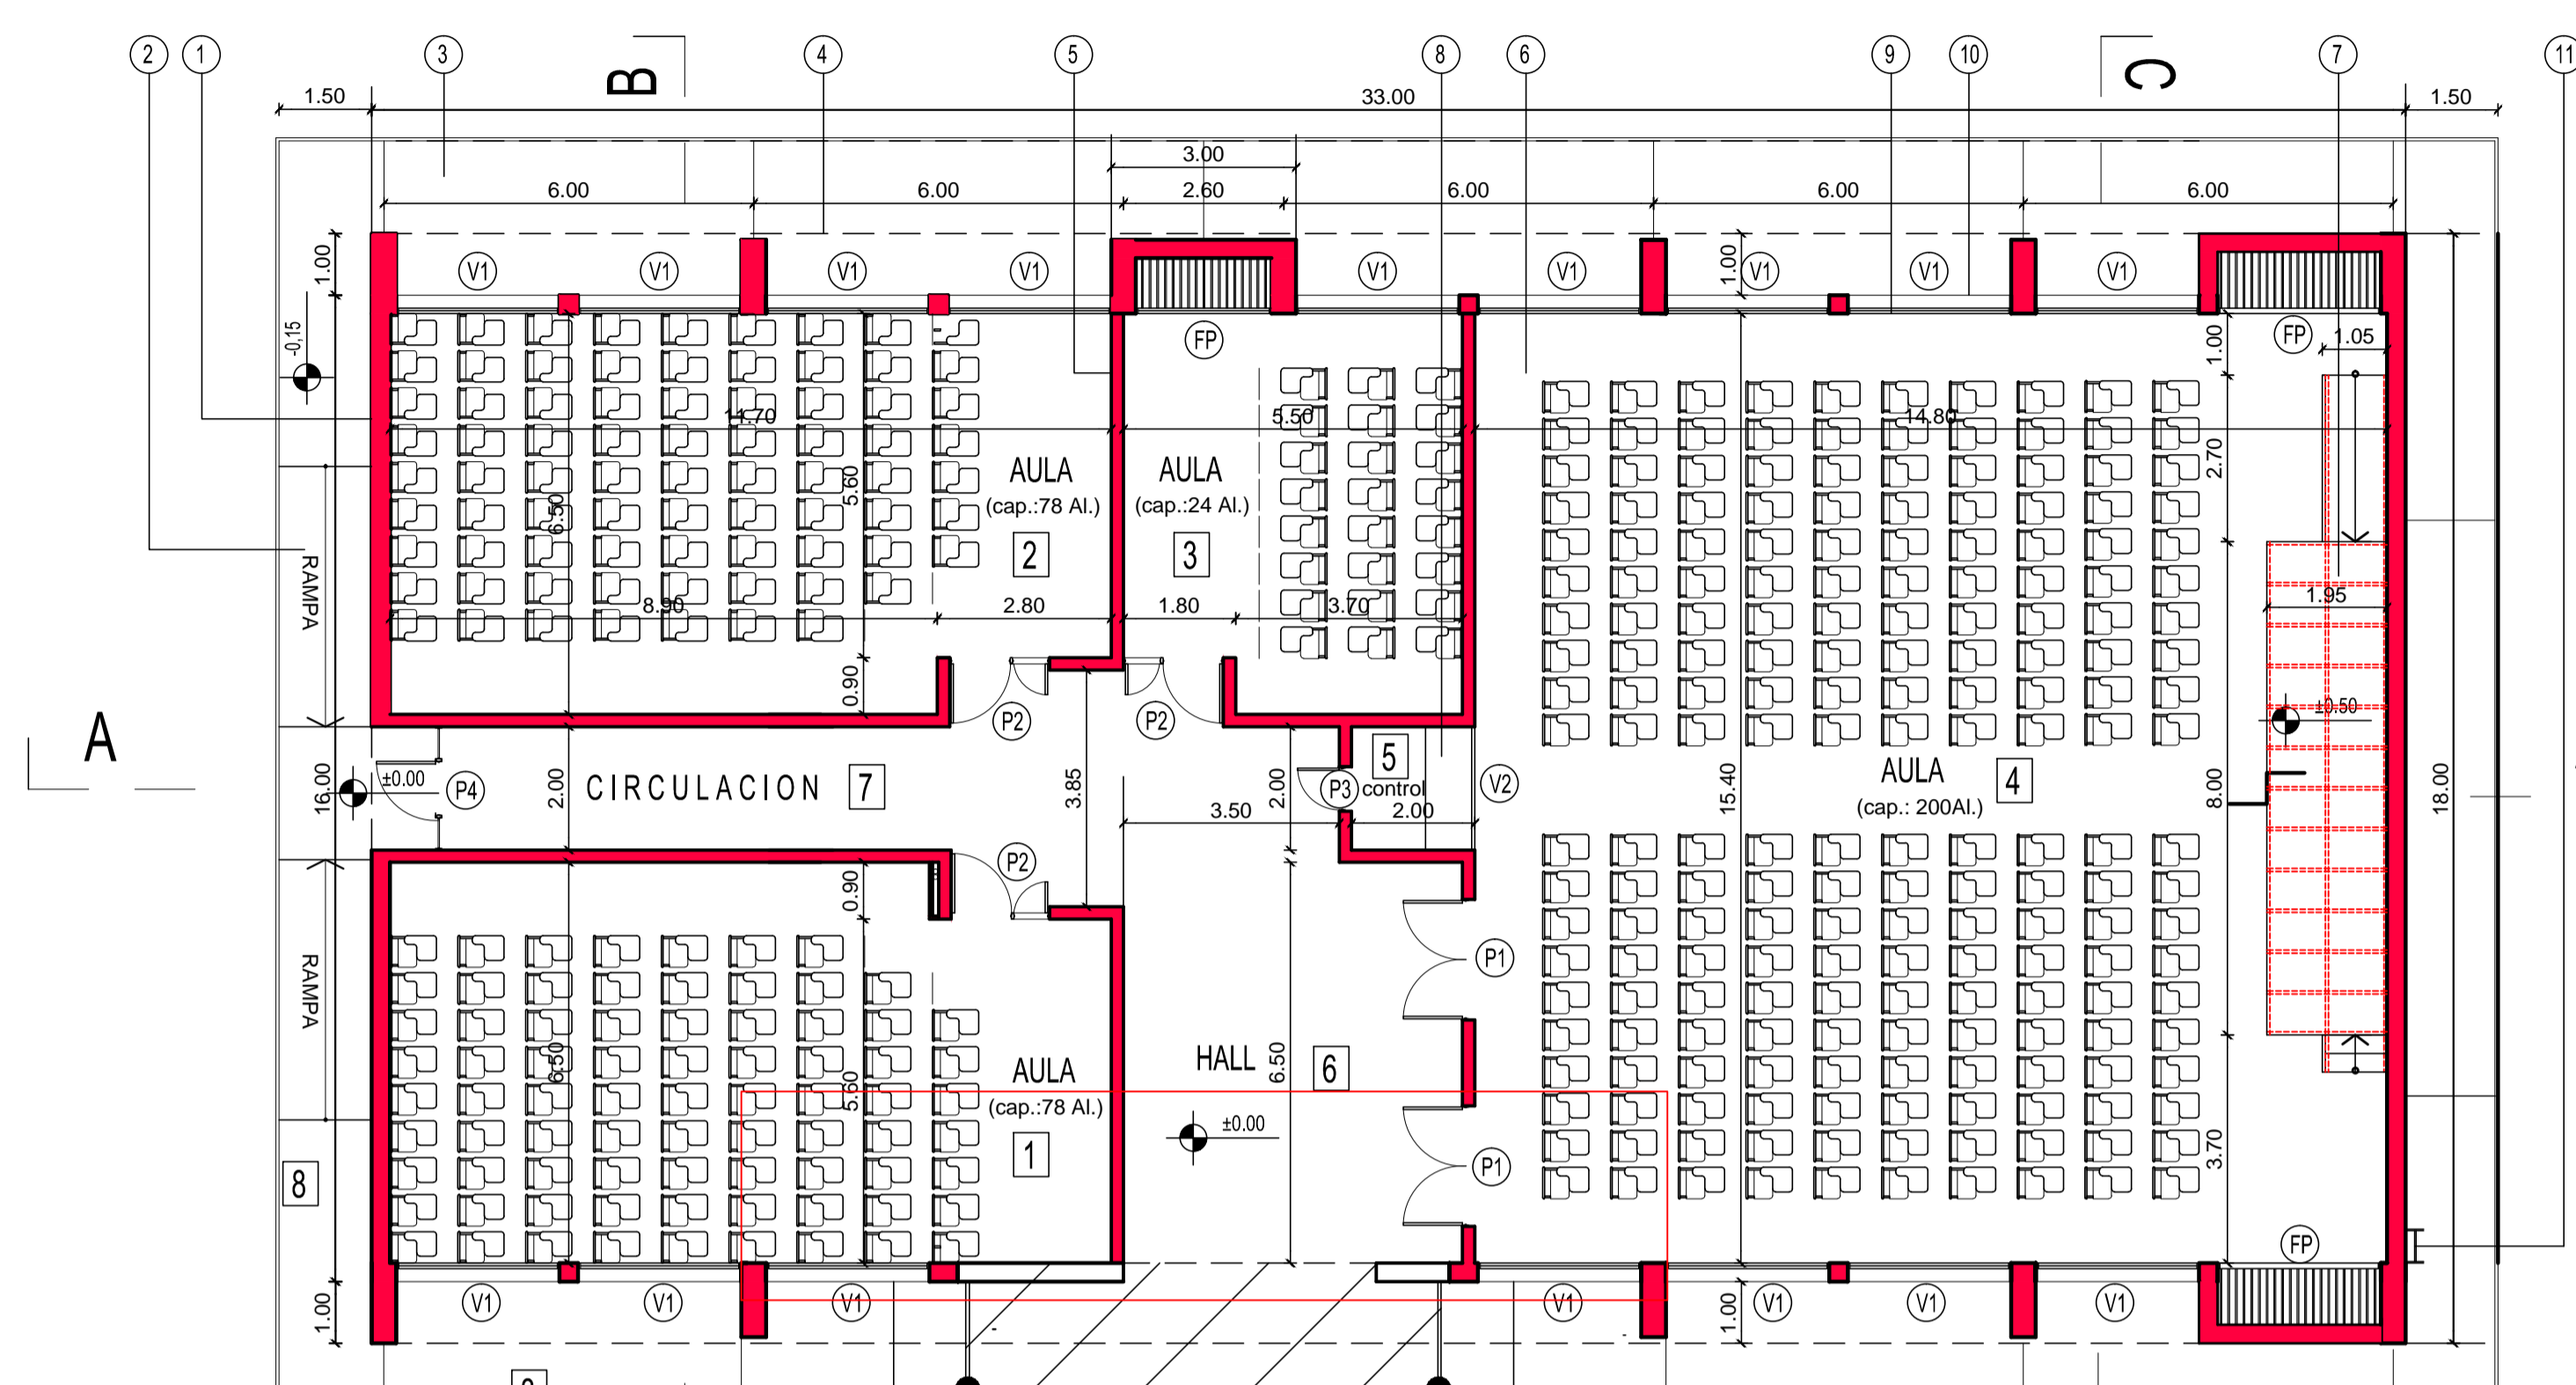 2 1 3 4 5 8 6 9 10 7 11
B C
1.50 33.00 1.50
3.00
6.00 6.00 2.60 6.00 6.00 6.00
1.00 V1 V1 V1 V1 V1 V1 1.00 V1 V1 V1
-0,15
FP FP 1.05
1.00
11.70 5.50 14.80
2.70
AULA AULA
(cap.:78 Al.) (cap.:24 Al.)
6.50 5.60
2 3
RAMPA
8.90 2.80 1.80 3.70 1.95
0.90
±0.50
P2 P2
A
±0.00 P4 CIRCULACION 7
16.00 2.00 3.85 2.00
5
P3 control
V2
3.50 2.00
15.40
AULA 4
(cap.: 200Al.)
8.00 18.00
P2
0.90
RAMPA
P1
6.50 5.60
AULA
(cap.:78 Al.)
1
HALL 6
6.50
±0.00
P1
3.70
8
FP
1.00 V1 V1 V1 V1 1.00 V1 V1 V1